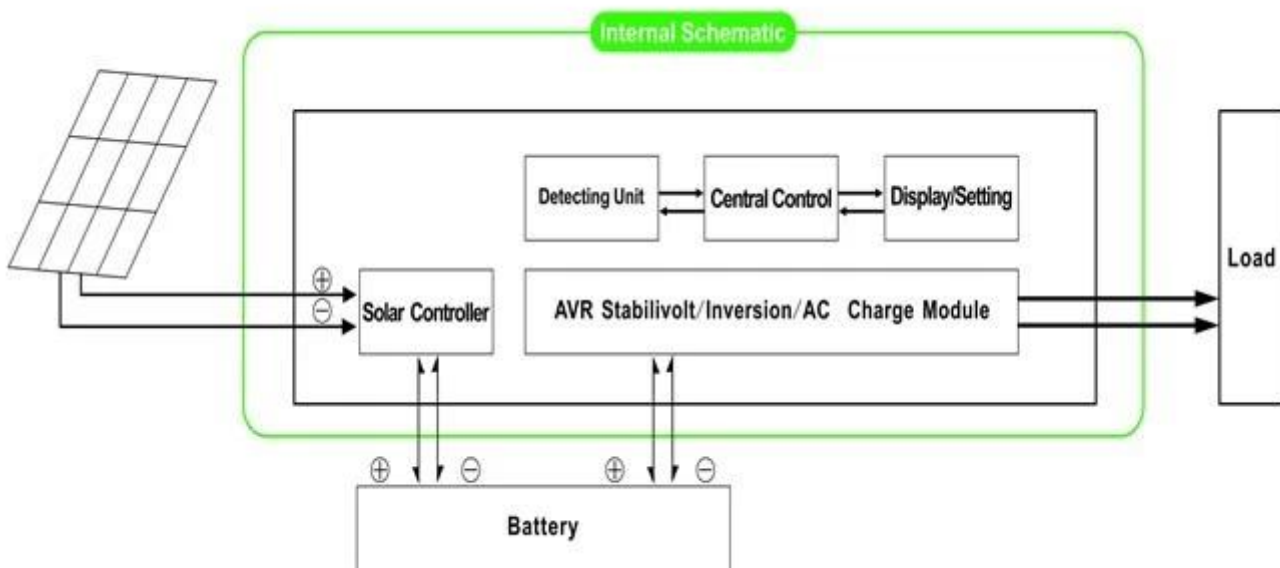 Internal Schematic
Detecting Unit
Central Control
Display/Setting
Load
⊕
⊖
Solar Controller
AVR Stabilivolt/Inversion/AC Charge Module
⊕ ⊖ ⊕ ⊖
Battery